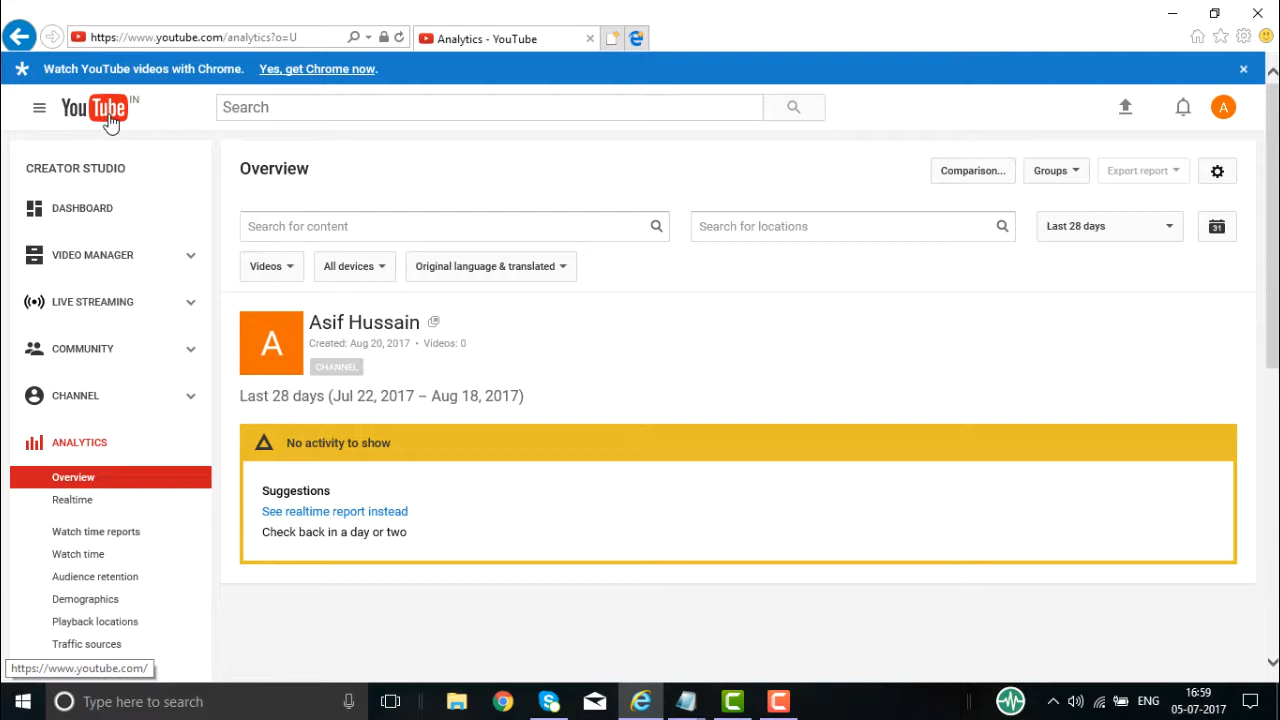 https://www.youtube.com/analytics?o=U
Analytics - YouTube
Watch YouTube videos with Chrome. Yes, get Chrome now.
YouTube IN
Search
A
CREATOR STUDIO
DASHBOARD
VIDEO MANAGER
LIVE STREAMING
COMMUNITY
CHANNEL
ANALYTICS
Overview
Realtime
Watch time reports
Watch time
Audience retention
Demographics
Playback locations
Traffic sources
https://www.youtube.com/
Overview
Comparison... Groups Export report
Search for content Search for locations Last 28 days 31
Videos All devices Original language & translated
A
Asif Hussain
Created: Aug 20, 2017 • Videos: 0
CHANNEL
Last 28 days (Jul 22, 2017 – Aug 18, 2017)
No activity to show
Suggestions
See realtime report instead
Check back in a day or two
Type here to search
ENG
16:59
05-07-2017